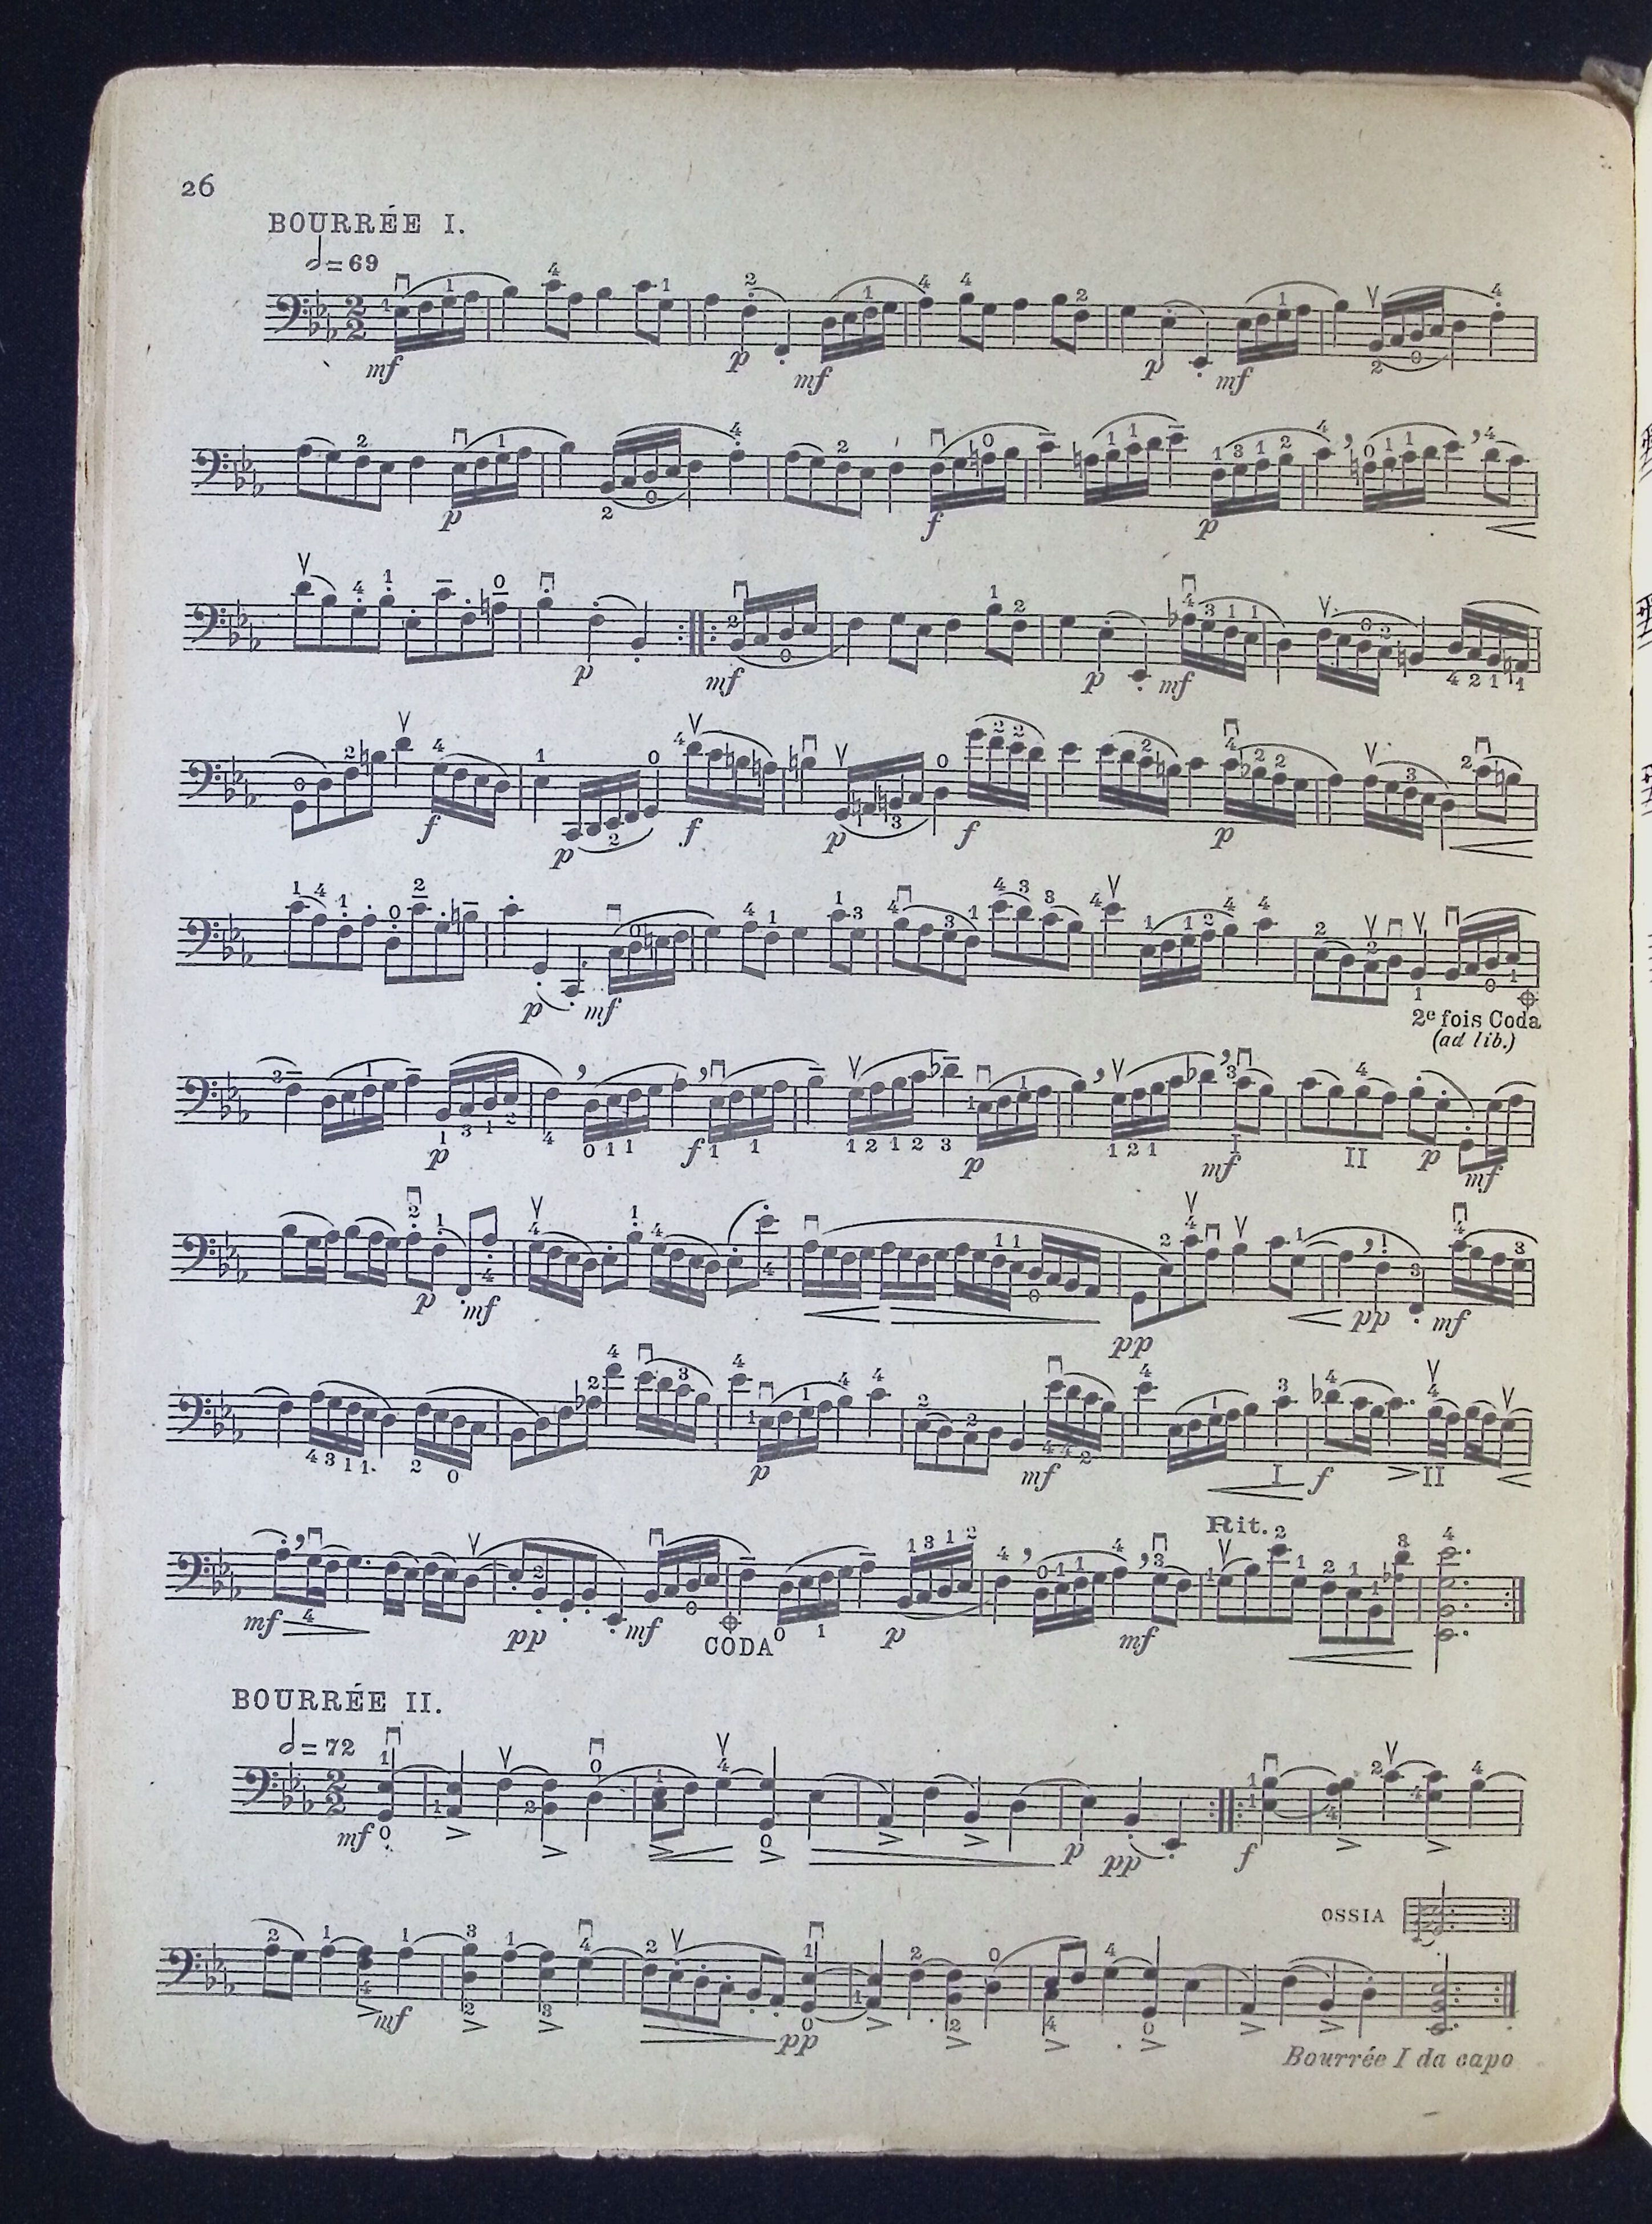 26
BOURRÉE I.
= 69
mf p mf p mf
p f p
p mf p mf
f p f p f p
p mf
2e fois Coda
(ad lib.)
p f p mf p mf
I II
p mf pp pp mf
p mf f
I II
Rit.
mf pp mf p mf
CODA
BOURRÉE II.
= 72
mf p pp f
OSSIA
mf pp
Bourrée I da capo